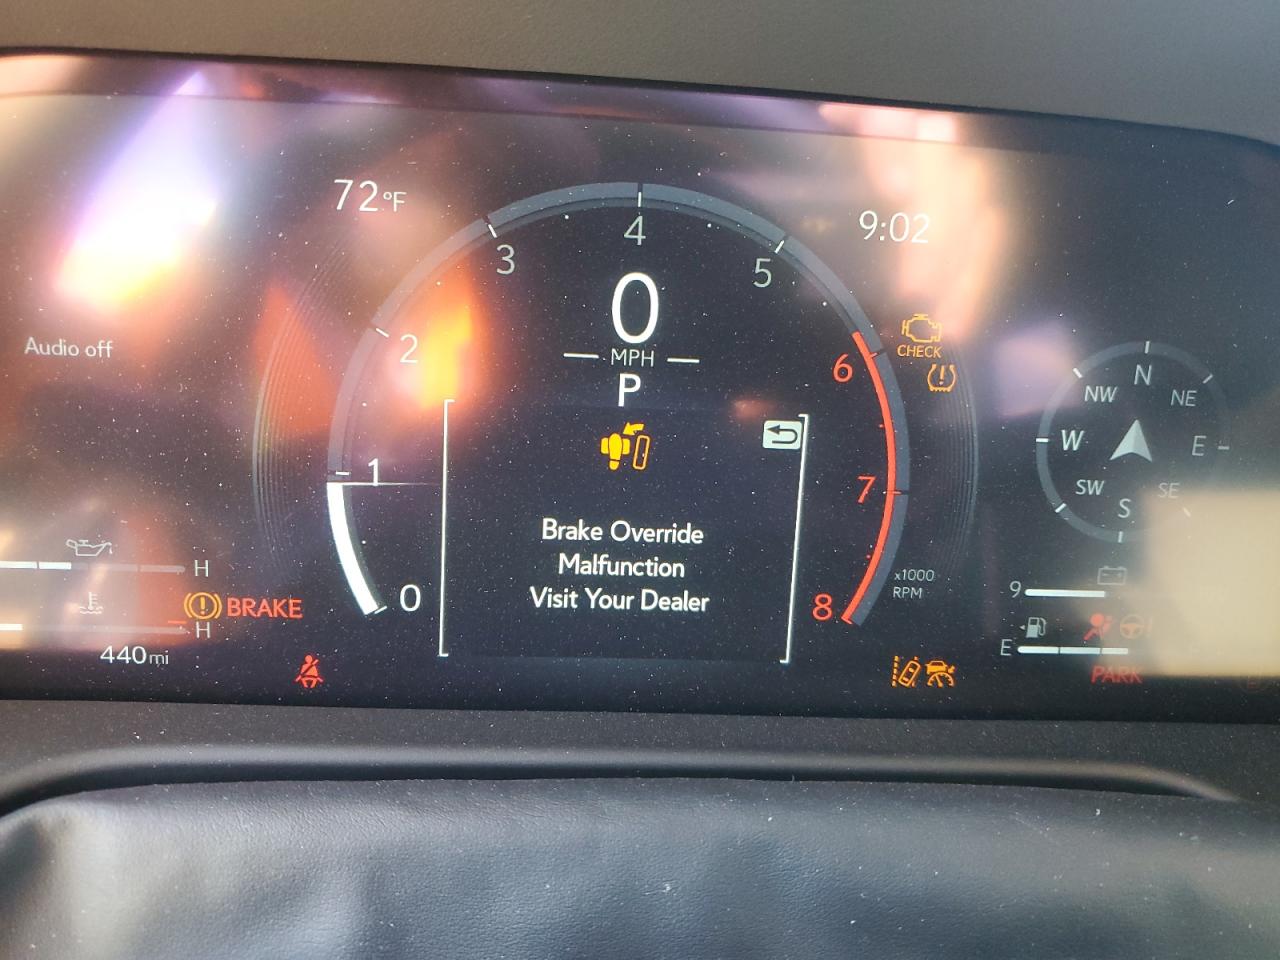 72°F
9:02
4
3
5
0
MPH
P
2
6
CHECK
Audio off
N
NW
NE
W
E
SW
SE
S
1
7
Brake Override
Malfunction
Visit Your Dealer
0
8
x1000
RPM
H
BRAKE
H
440mi
9
E
PARK